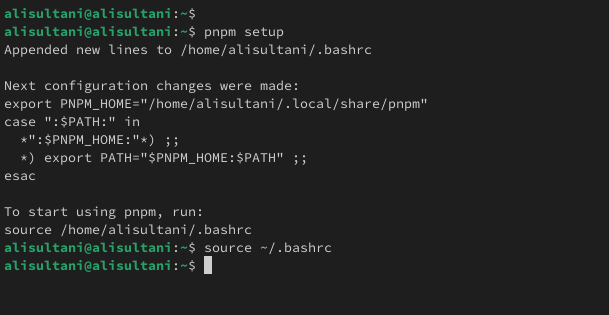 alisultani@alisultani:~$
alisultani@alisultani:~$ pnpm setup
Appended new lines to /home/alisultani/.bashrc
Next configuration changes were made:
export PNPM_HOME="/home/alisultani/.local/share/pnpm"
case ":$PATH:" in
  *":$PNPM_HOME:"*) ;;
  *) export PATH="$PNPM_HOME:$PATH" ;;
esac
To start using pnpm, run:
source /home/alisultani/.bashrc
alisultani@alisultani:~$ source ~/.bashrc
alisultani@alisultani:~$